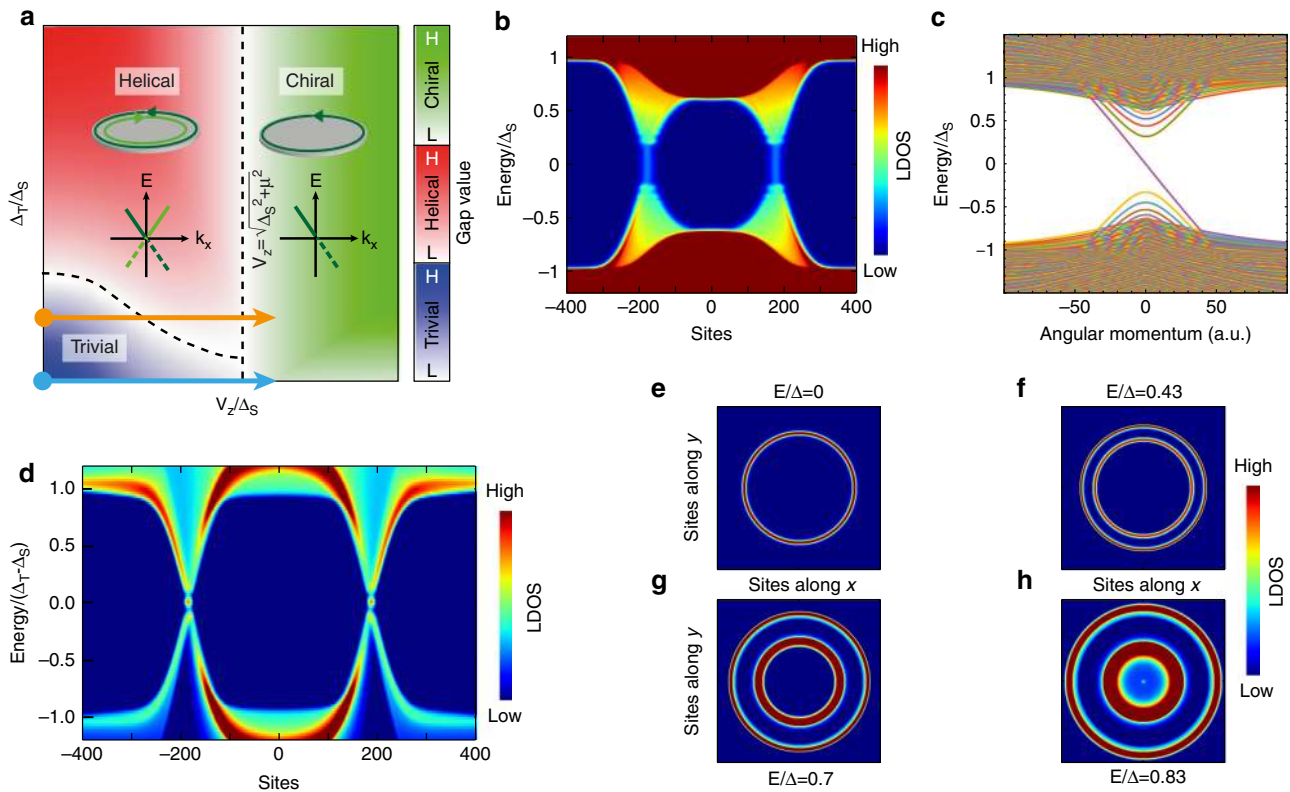 a
Δ_T/Δ_S
Helical
Chiral
E
k_x
E
k_x
V_z=√Δ_S²+μ²
Trivial
V_z/Δ_S
H
Chiral
L
H
Helical
L
H
Trivial
L
Gap value
b
Energy/Δ_S
1
0.5
0
−0.5
−1
−400 −200 0 200 400
Sites
High
LDOS
Low
c
Energy/Δ_S
1
0.5
0
−0.5
−1
−50 0 50
Angular momentum (a.u.)
d
Energy/(Δ_T-Δ_S)
1.0
0.5
0.0
−0.5
−1.0
−400 −200 0 200 400
Sites
High
LDOS
Low
e
E/Δ=0
Sites along y
Sites along x
f
E/Δ=0.43
Sites along x
g
Sites along y
E/Δ=0.7
h
E/Δ=0.83
High
LDOS
Low